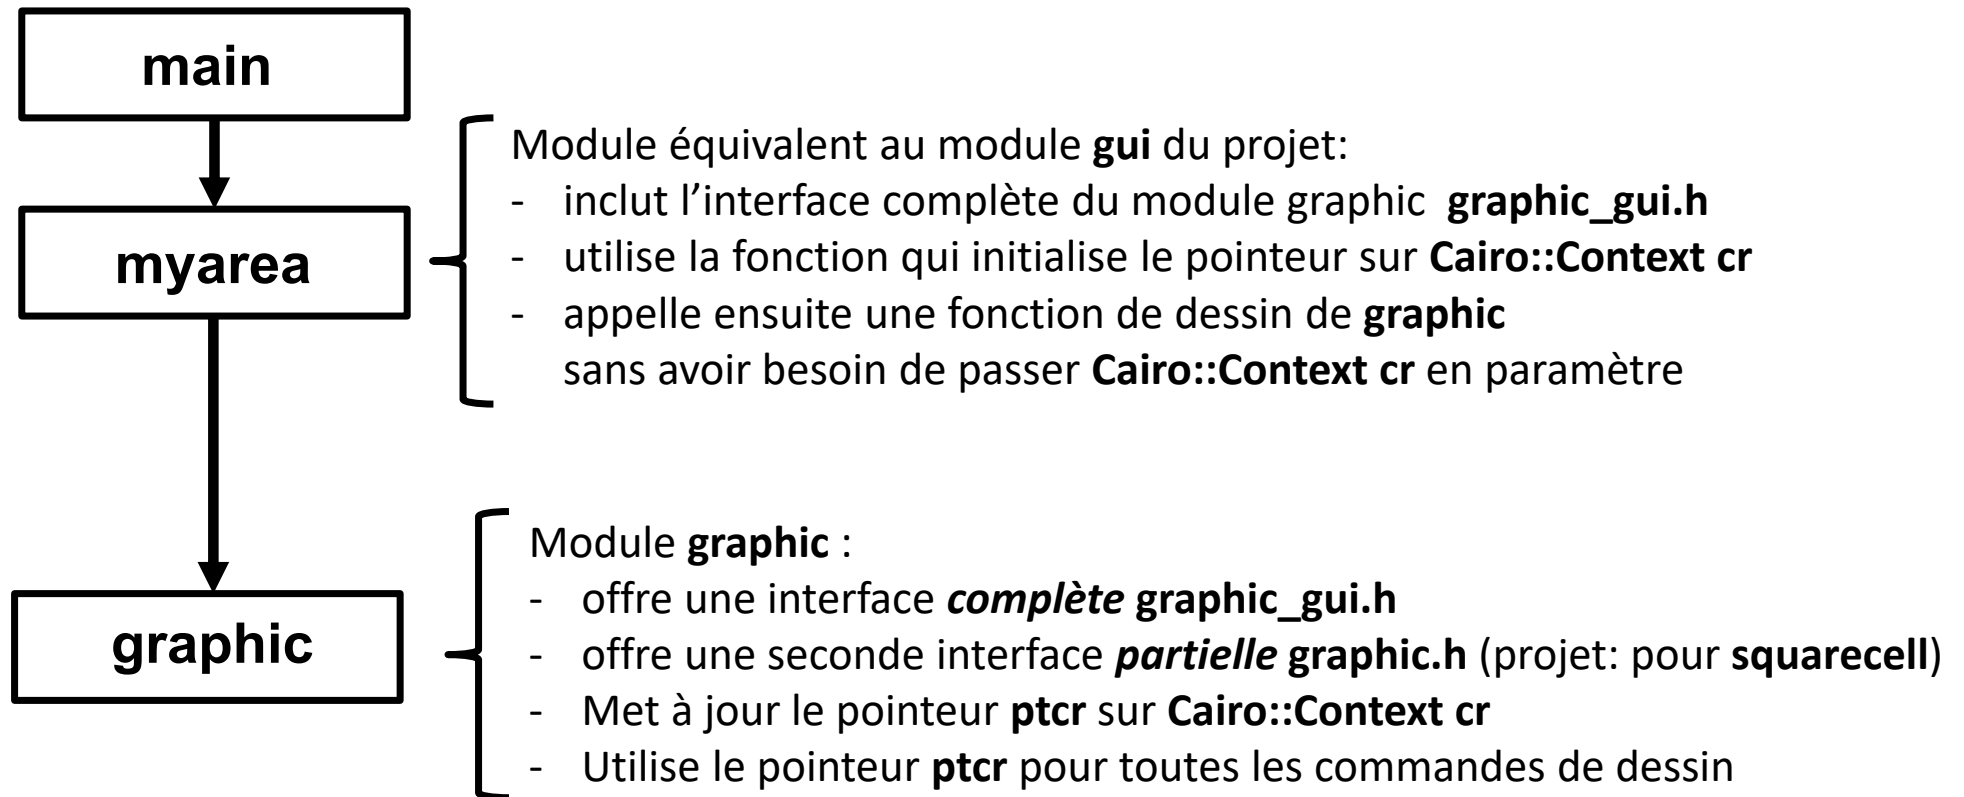 main
Module équivalent au module gui du projet:
- inclut l’interface complète du module graphic graphic_gui.h
myarea
- utilise la fonction qui initialise le pointeur sur Cairo::Context cr
- appelle ensuite une fonction de dessin de graphic
sans avoir besoin de passer Cairo::Context cr en paramètre
Module graphic :
- offre une interface complète graphic_gui.h
graphic
- offre une seconde interface partielle graphic.h (projet: pour squarecell)
- Met à jour le pointeur ptcr sur Cairo::Context cr
- Utilise le pointeur ptcr pour toutes les commandes de dessin